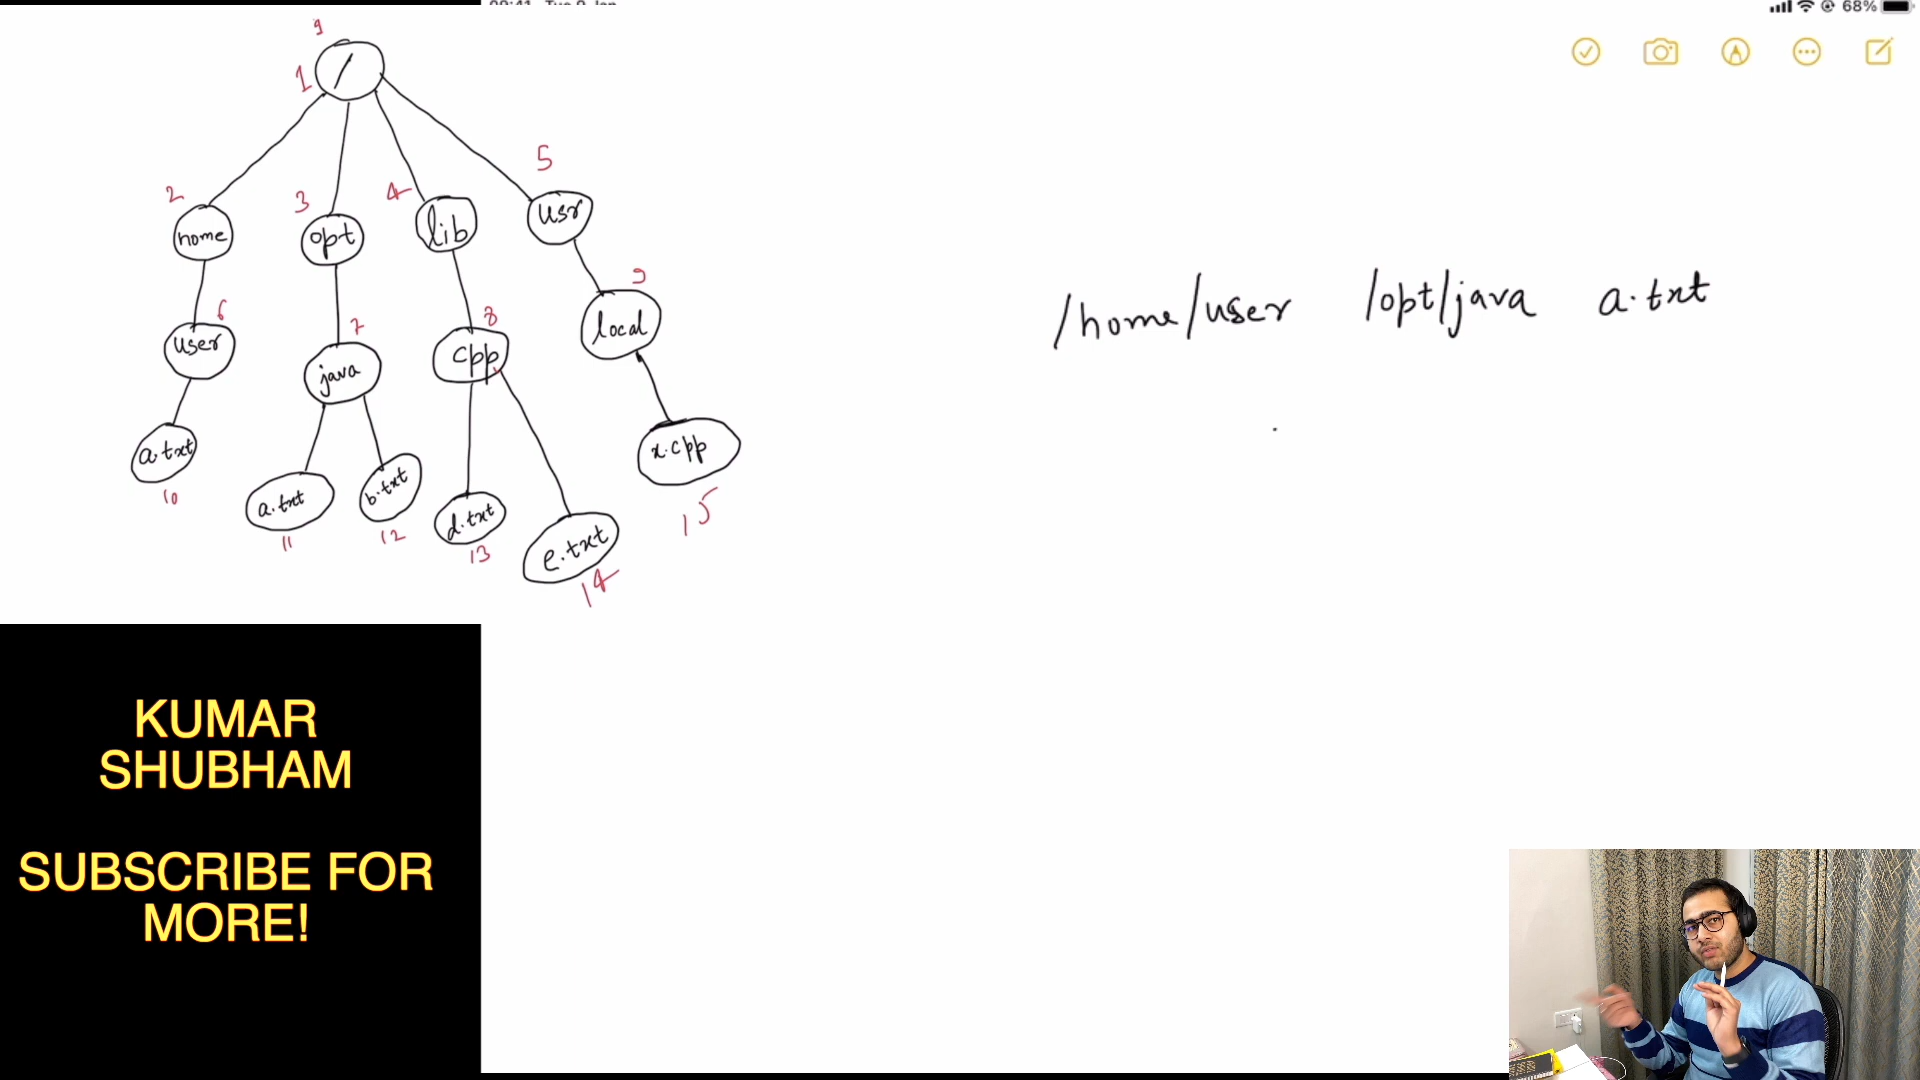 68%
1
/
5
2
3
4
home
opt
lib
usr
9
6
7
8
user
java
cpp
local
a.txt
a.txt
b.txt
d.txt
e.txt
x.cpp
10
11
12
13
14
15
/home/user /opt/java a.txt
KUMAR
SHUBHAM
SUBSCRIBE FOR
MORE!